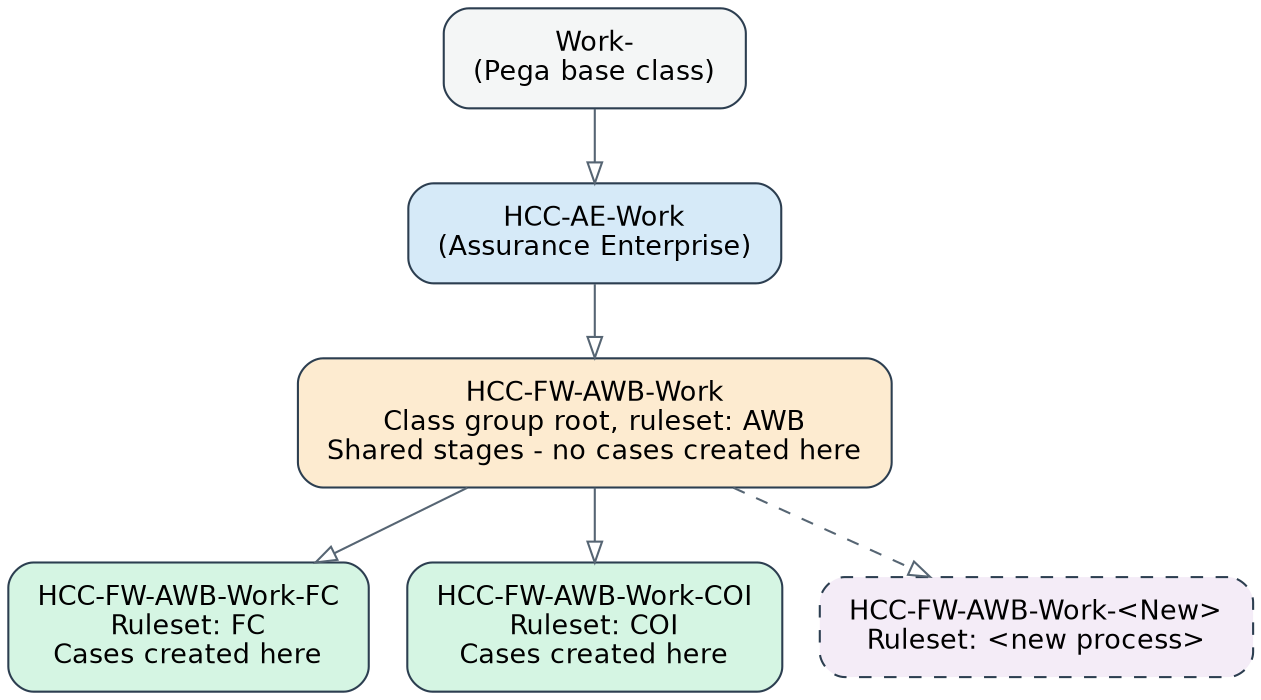 Work-
(Pega base class)
HCC-AE-Work
(Assurance Enterprise)
HCC-FW-AWB-Work
Class group root, ruleset: AWB
Shared stages - no cases created here
HCC-FW-AWB-Work-FC
Ruleset: FC
Cases created here
HCC-FW-AWB-Work-COI
Ruleset: COI
Cases created here
HCC-FW-AWB-Work-<New>
Ruleset: <new process>